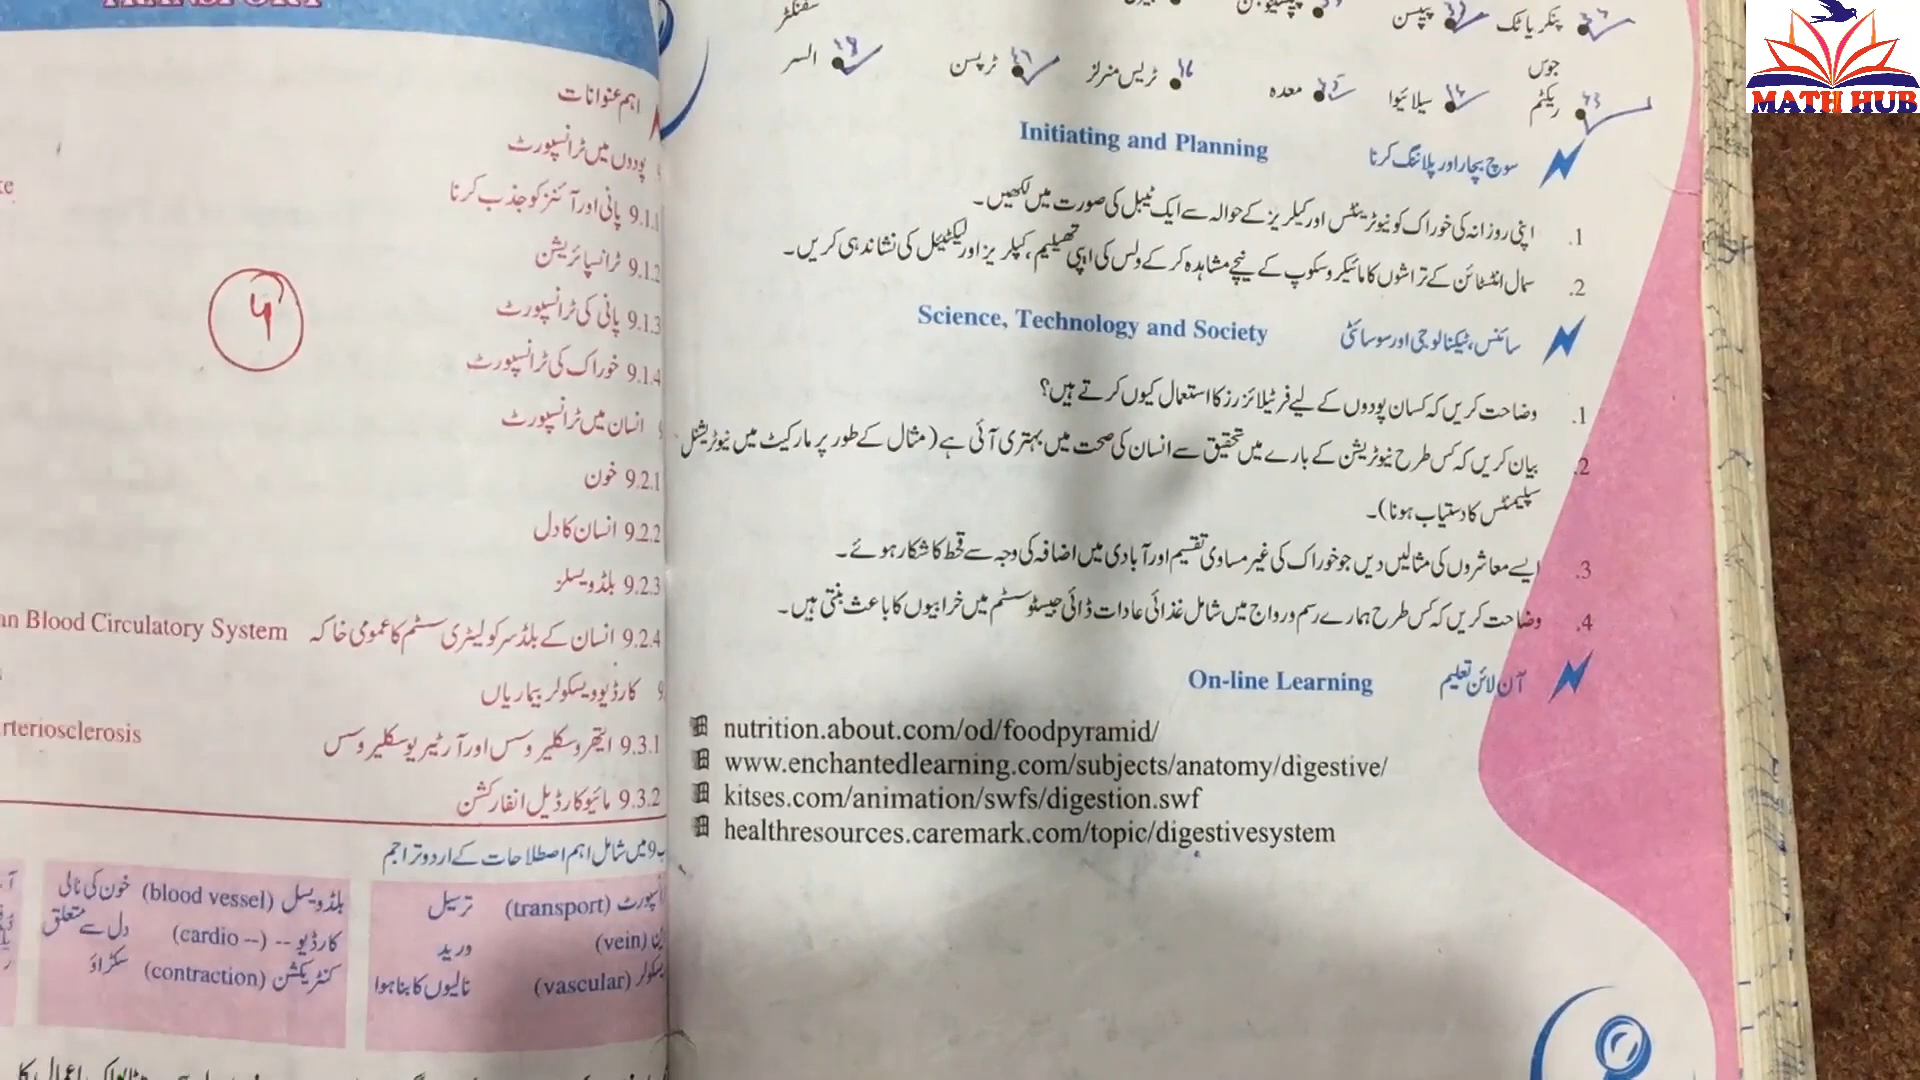 TRANSPORT
اہم عنوانات
پودوں میں ٹرانسپورٹ
9.1.1 پانی اور آئنز کو جذب کرنا
9.1.2 ٹرانسپائریشن
9.1.3 پانی کی ٹرانسپورٹ
9.1.4 خوراک کی ٹرانسپورٹ
انسان میں ٹرانسپورٹ
9.2.1 خون
9.2.2 انسان کا دل
9.2.3 بلڈ ویسلز
9.2.4 انسان کے بلڈ سرکولیٹری سسٹم کا عمومی خاکہ Blood Circulatory System
کارڈیو ویسکولر بیماریاں
9.3.1 ایتھروسکلیروسس اور آرٹیریوسکلیروسس rteriosclerosis
9.3.2 مائیوکارڈیل انفارکشن
میں شامل اہم اصطلاحات کے اردو تراجم
(transport) ترسیل
(vein) ورید
(vascular) نالیوں کا بنا ہوا
بلڈ ویسل (blood vessel) خون کی نالی
کارڈیو -- (cardio --) دل سے متعلق
کنٹریکشن (contraction) سکڑاؤ
سفنکٹر
پیپسن
پنکریاٹک
جوس
السر
ٹرپسن
ٹریس منرلز
معدہ
سیلائیوا
ریکٹم
سوچ بچار اور پلاننگ کرنا Initiating and Planning
1. اپنی روزانہ کی خوراک کو نیوٹرینٹس اور کیلریز کے حوالہ سے ایک ٹیبل کی صورت میں لکھیں۔
2. سمال انٹسٹائن کے تراشوں کا مائیکروسکوپ کے نیچے مشاہدہ کر کے ولس کی ایپی تھیلیم، کیپلریز اور لیکٹیئل کی نشاندہی کریں۔
سائنس، ٹیکنالوجی اور سوسائٹی Science, Technology and Society
1. وضاحت کریں کہ کسان پودوں کے لیے فرٹیلائزرز کا استعمال کیوں کرتے ہیں؟
2. بیان کریں کہ کس طرح نیوٹریشن کے بارے میں تحقیق سے انسان کی صحت میں بہتری آئی ہے (مثال کے طور پر مارکیٹ میں نیوٹریشنل
سپلیمنٹس کا دستیاب ہونا)۔
3. ایسے معاشروں کی مثالیں دیں جو خوراک کی غیر مساوی تقسیم اور آبادی میں اضافہ کی وجہ سے قحط کا شکار ہوئے۔
4. وضاحت کریں کہ کس طرح ہمارے رسم و رواج میں شامل غذائی عادات ڈائی جیسٹو سسٹم میں خرابیوں کا باعث بنتی ہیں۔
آن لائن تعلیم On-line Learning
nutrition.about.com/od/foodpyramid/
www.enchantedlearning.com/subjects/anatomy/digestive/
kitses.com/animation/swfs/digestion.swf
healthresources.caremark.com/topic/digestivesystem
MATH HUB